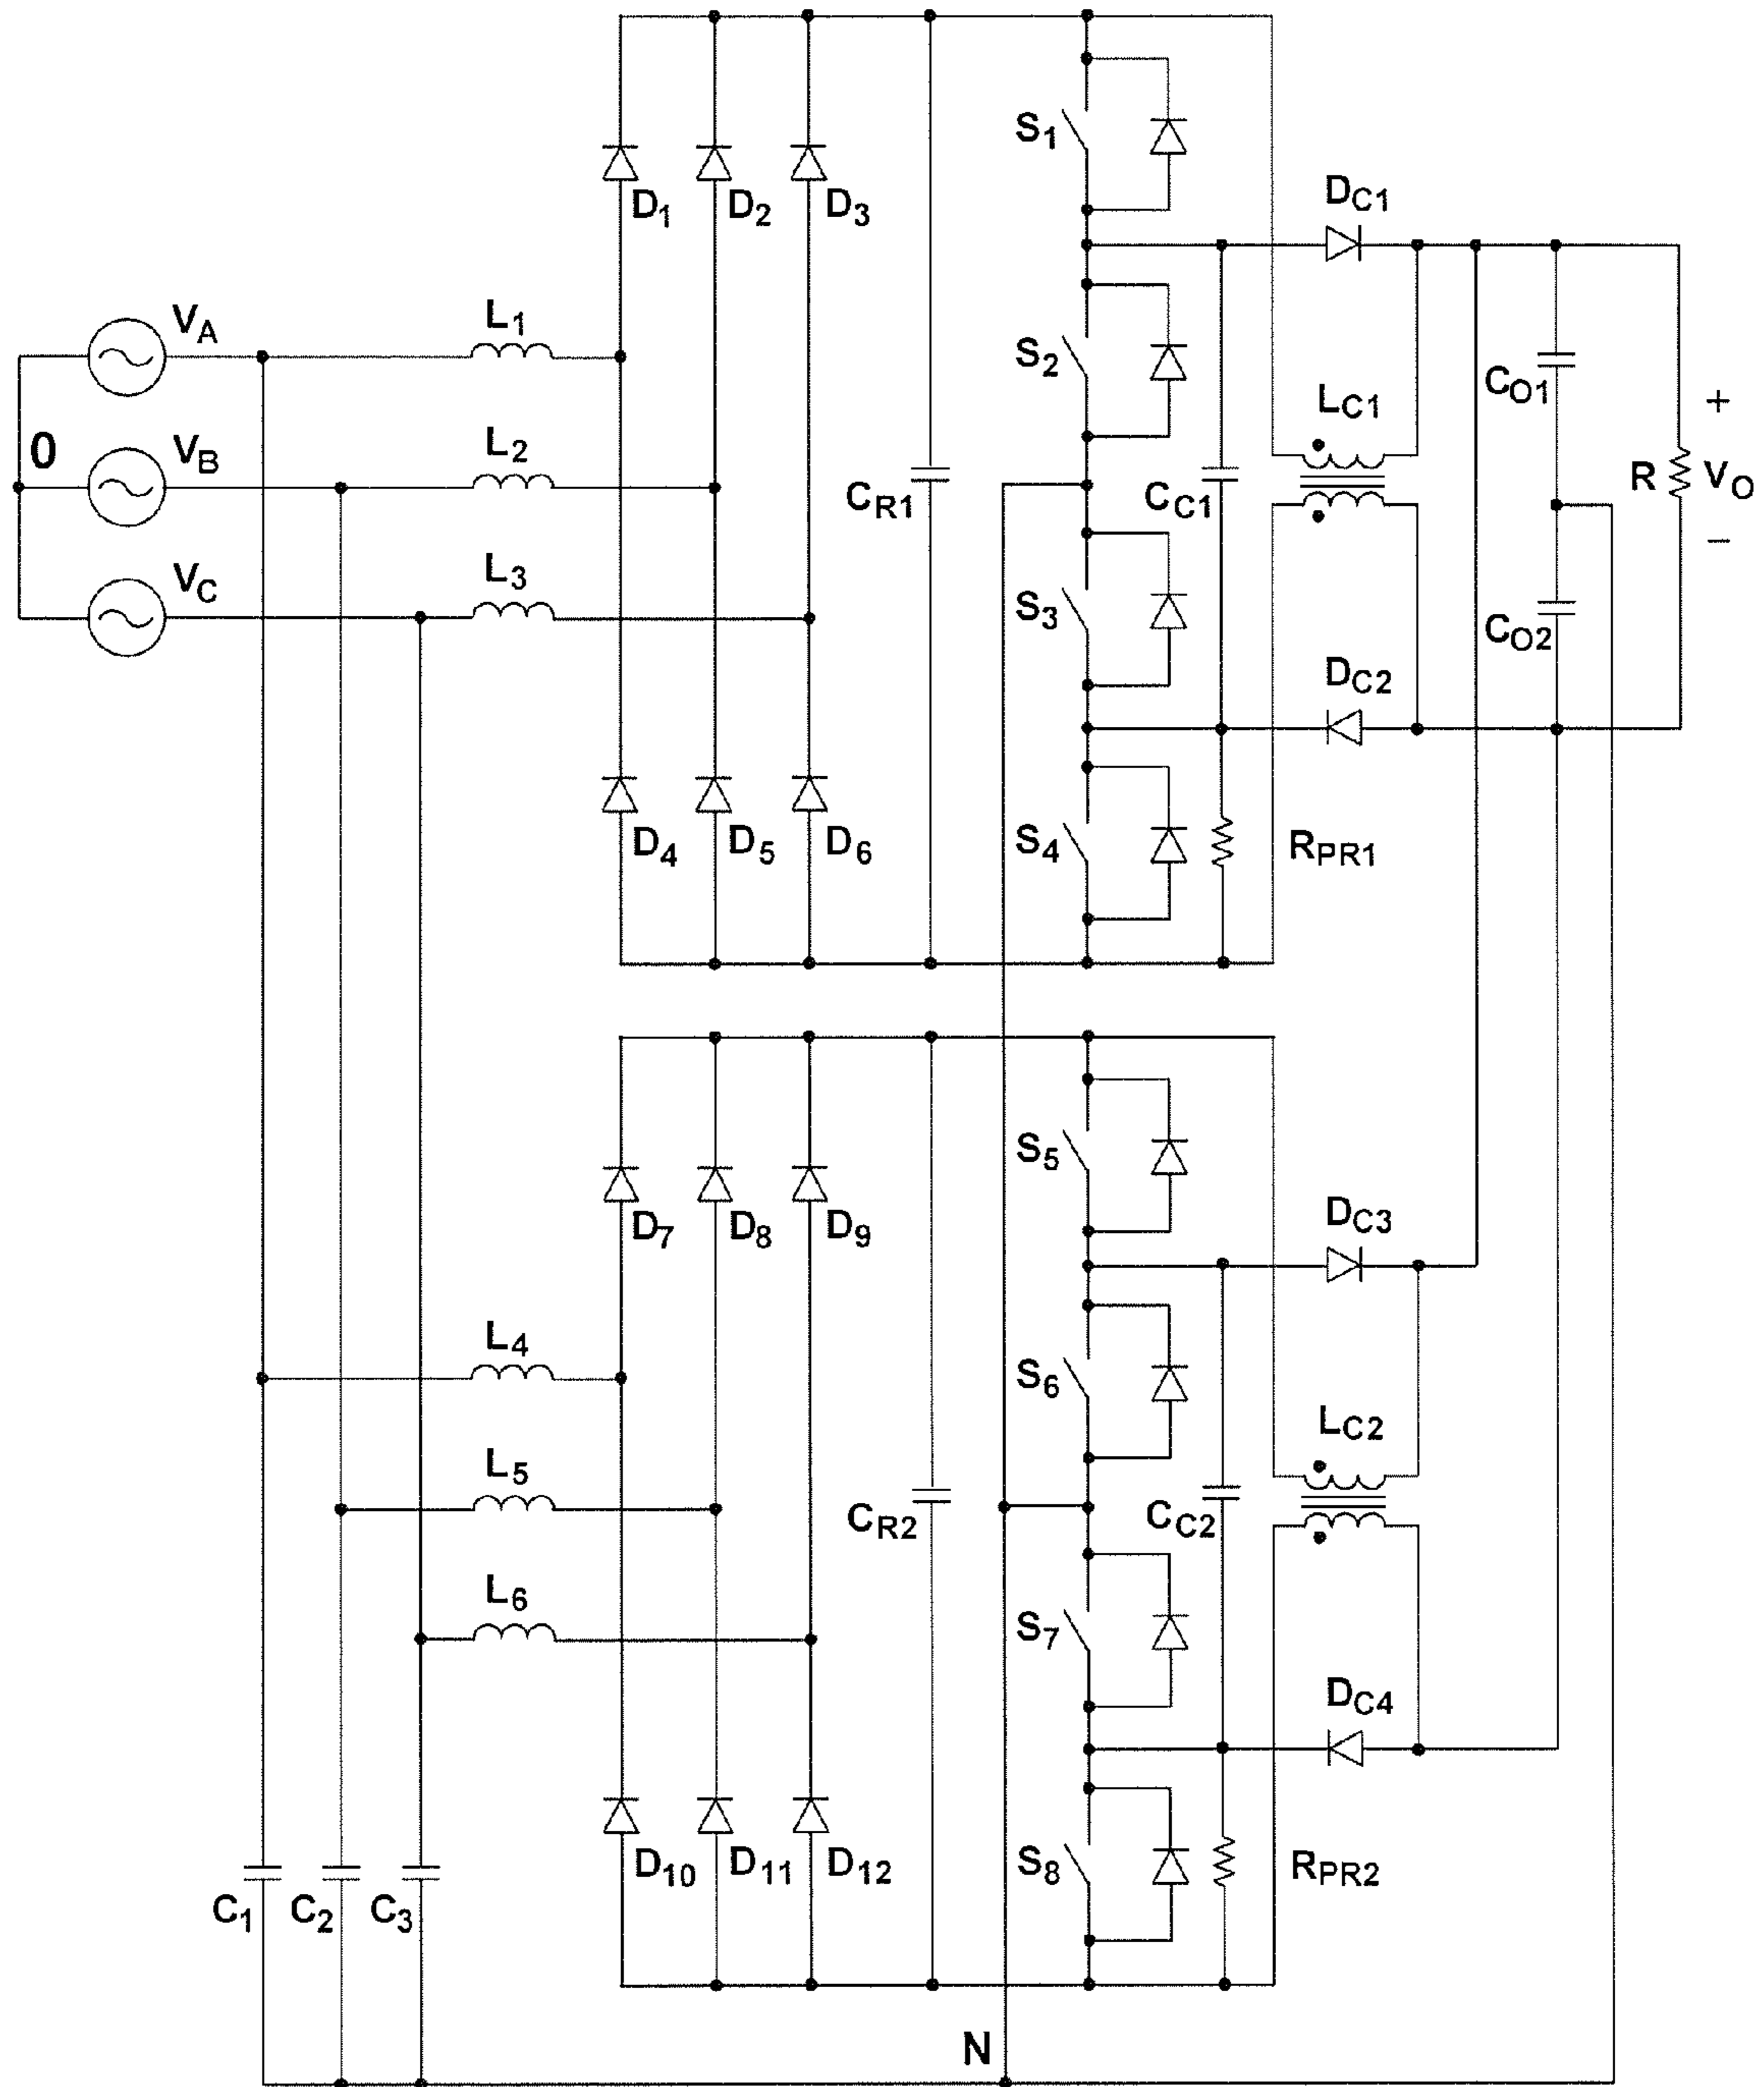 S1
DC1
D1 D2 D3
VA
L1
S2
CO1
LC1
+
0
VB
L2
CR1
CC1
R
VO
−
VC
L3
S3
CO2
DC2
D4 D5 D6
S4
RPR1
S5
DC3
D7 D8 D9
L4
S6
LC2
L5
CR2
CC2
L6
S7
DC4
D10 D11 D12
S8
RPR2
C1 C2 C3
N